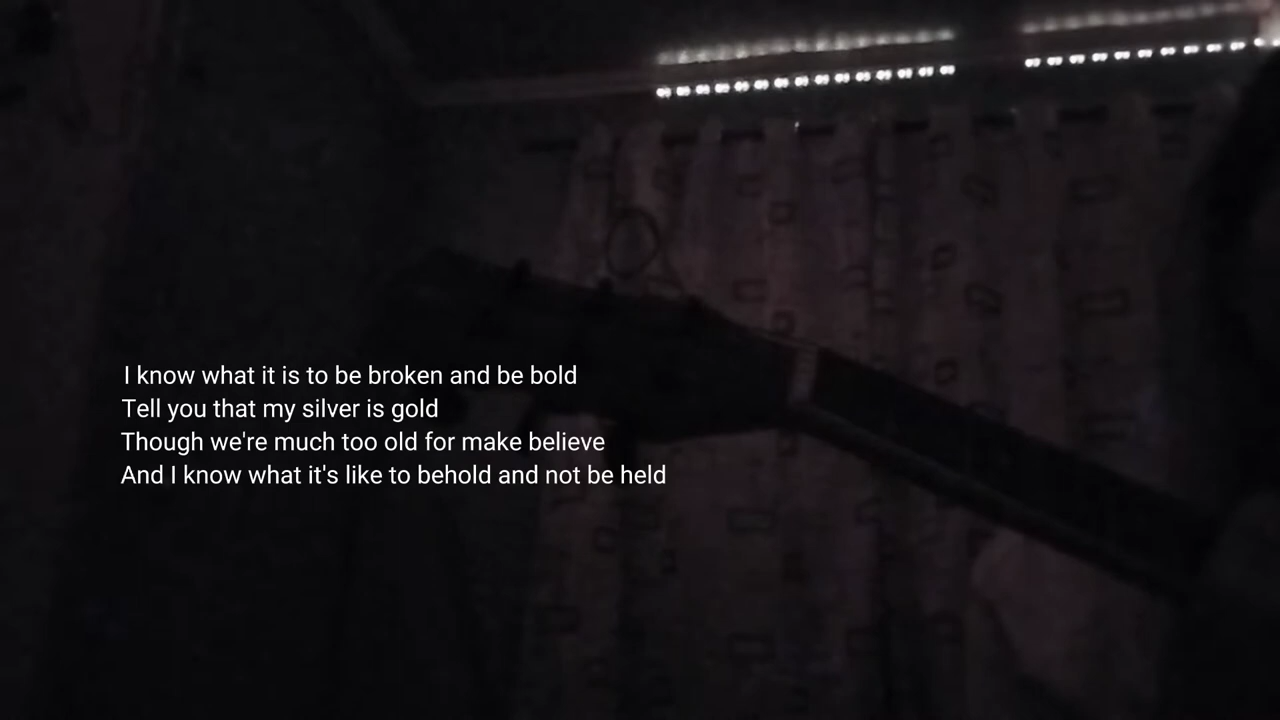 I know what it is to be broken and be bold
Tell you that my silver is gold
Though we're much too old for make believe
And I know what it's like to behold and not be held